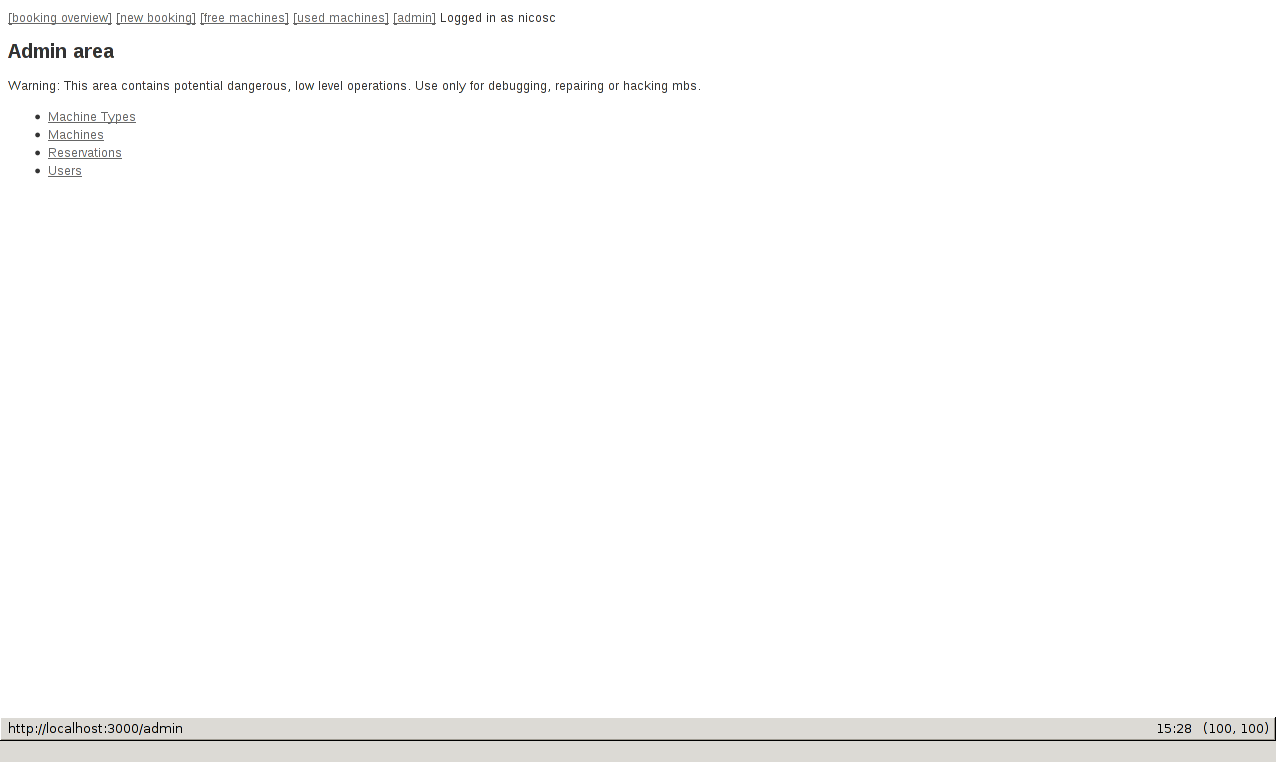 [booking overview] [new booking] [free machines] [used machines] [admin] Logged in as nicosc
Admin area
Warning: This area contains potential dangerous, low level operations. Use only for debugging, repairing or hacking mbs.
• Machine Types
• Machines
• Reservations
• Users
http://localhost:3000/admin 15:28 (100, 100)